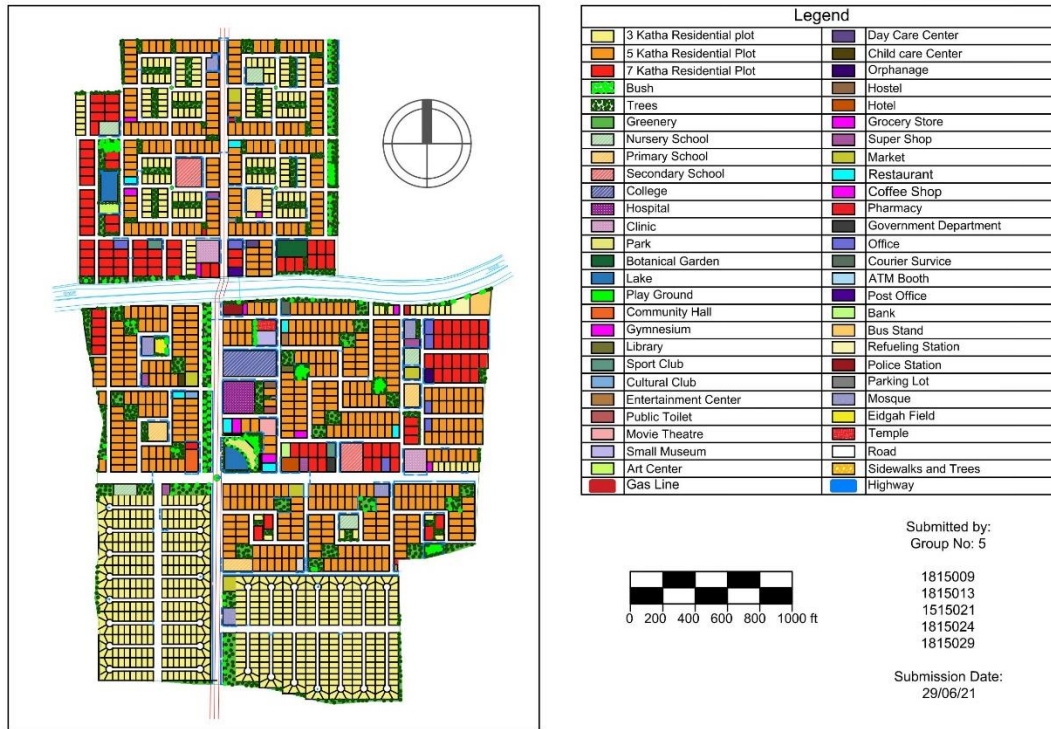 Legend
3 Katha Residential plot
Day Care Center
5 Katha Residential Plot
Child care Center
7 Katha Residential Plot
Orphanage
Bush
Hostel
Trees
Hotel
Greenery
Grocery Store
Nursery School
Super Shop
Primary School
Market
Secondary School
Restaurant
College
Coffee Shop
Hospital
Pharmacy
Clinic
Government Department
Park
Office
Botanical Garden
Courier Survice
Lake
ATM Booth
Play Ground
Post Office
Community Hall
Bank
Gymnesium
Bus Stand
Library
Refueling Station
Sport Club
Police Station
Cultural Club
Parking Lot
Entertainment Center
Mosque
Public Toilet
Eidgah Field
Movie Theatre
Temple
Small Museum
Road
Art Center
Sidewalks and Trees
Gas Line
Highway
Submitted by:
Group No: 5
1815009
1815013
1515021
1815024
1815029
0 200 400 600 800 1000 ft
Submission Date:
29/06/21